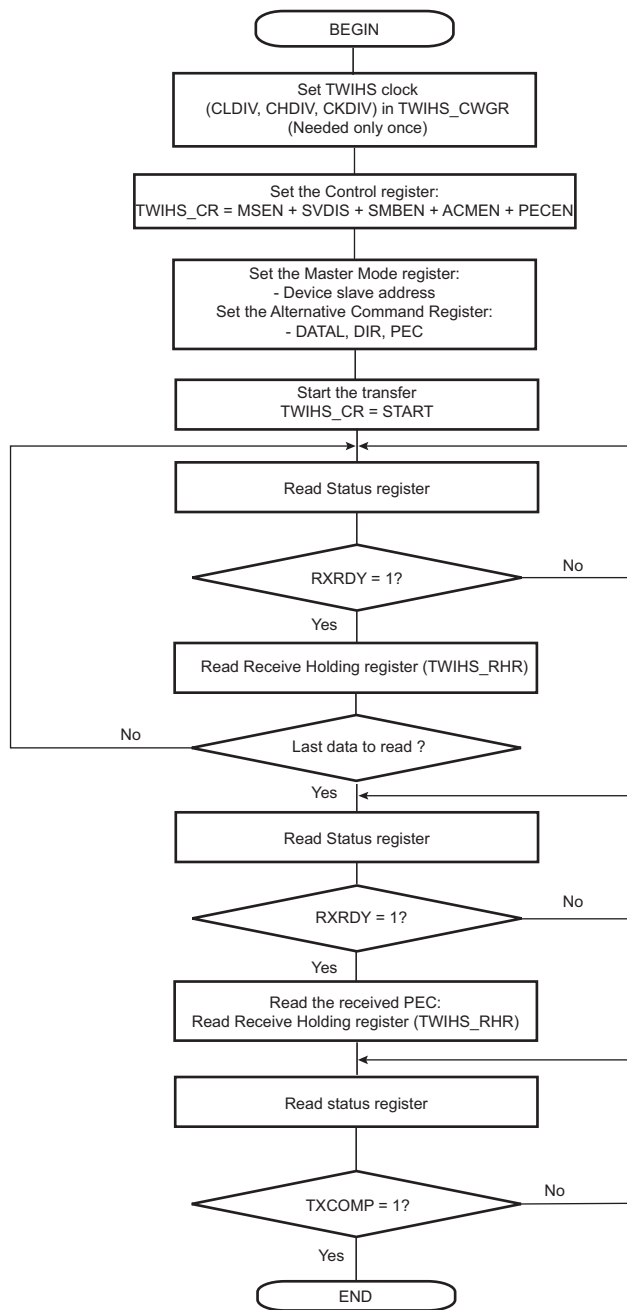 BEGIN
Set TWIHS clock
(CLDIV, CHDIV, CKDIV) in TWIHS_CWGR
(Needed only once)
Set the Control register:
TWIHS_CR = MSEN + SVDIS + SMBEN + ACMEN + PECEN
Set the Master Mode register:
- Device slave address
Set the Alternative Command Register:
- DATAL, DIR, PEC
Start the transfer
TWIHS_CR = START
Read Status register
RXRDY = 1?
No
Yes
Read Receive Holding register (TWIHS_RHR)
No
Last data to read ?
Yes
Read Status register
RXRDY = 1?
No
Yes
Read the received PEC:
Read Receive Holding register (TWIHS_RHR)
Read status register
TXCOMP = 1?
No
Yes
END